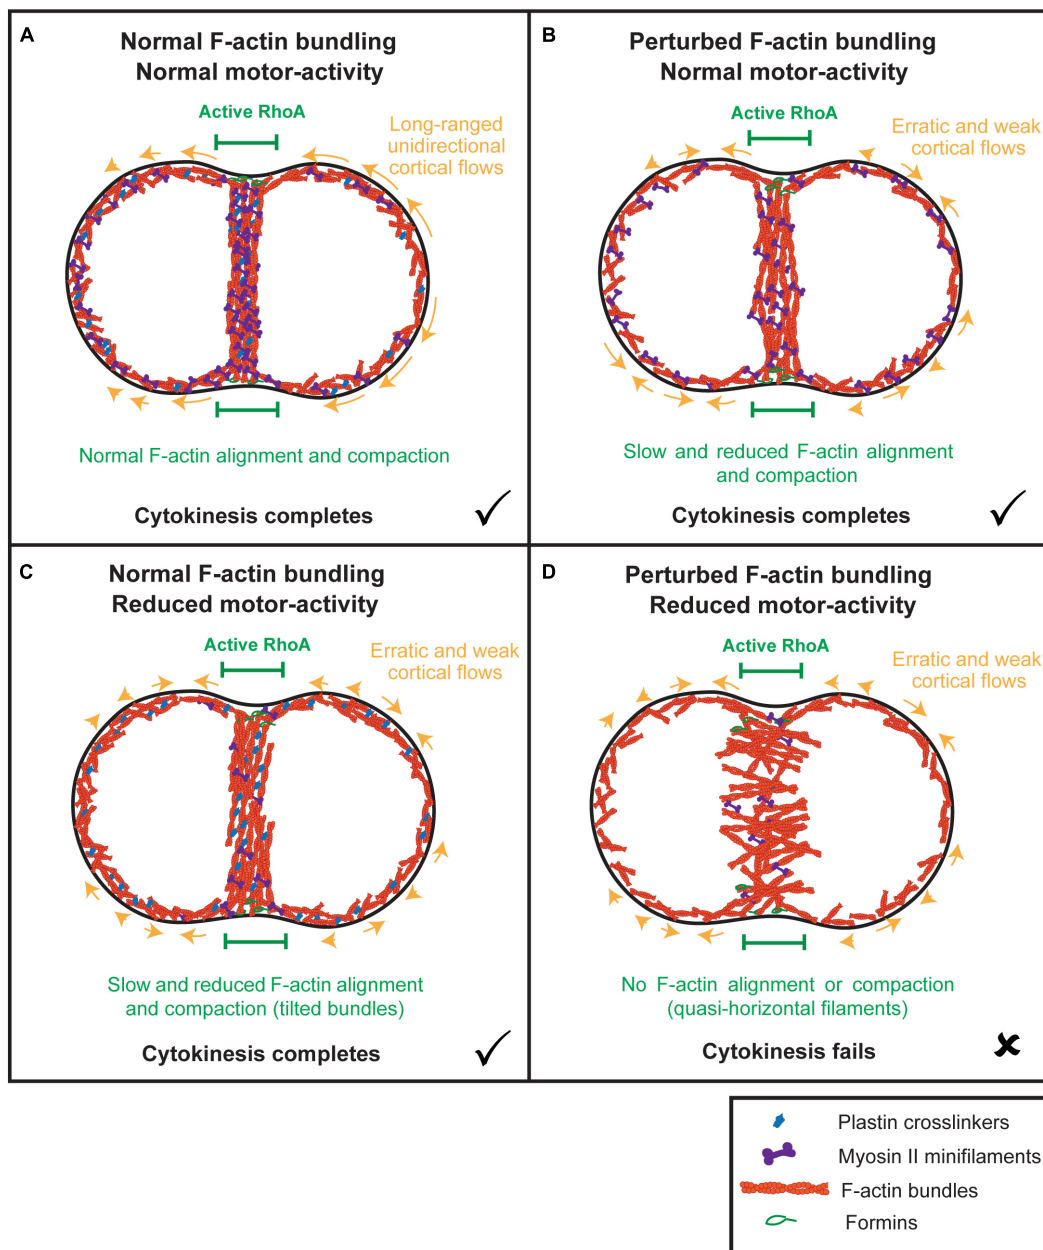 A
Normal F-actin bundling
Normal motor-activity
Active RhoA
Long-ranged
unidirectional
cortical flows
Normal F-actin alignment and compaction
Cytokinesis completes
B
Perturbed F-actin bundling
Normal motor-activity
Active RhoA
Erratic and weak
cortical flows
Slow and reduced F-actin alignment
and compaction
Cytokinesis completes
C
Normal F-actin bundling
Reduced motor-activity
Active RhoA
Erratic and weak
cortical flows
Slow and reduced F-actin alignment
and compaction (tilted bundles)
Cytokinesis completes
D
Perturbed F-actin bundling
Reduced motor-activity
Active RhoA
Erratic and weak
cortical flows
No F-actin alignment or compaction
(quasi-horizontal filaments)
Cytokinesis fails
Plastin crosslinkers
Myosin II minifilaments
F-actin bundles
Formins